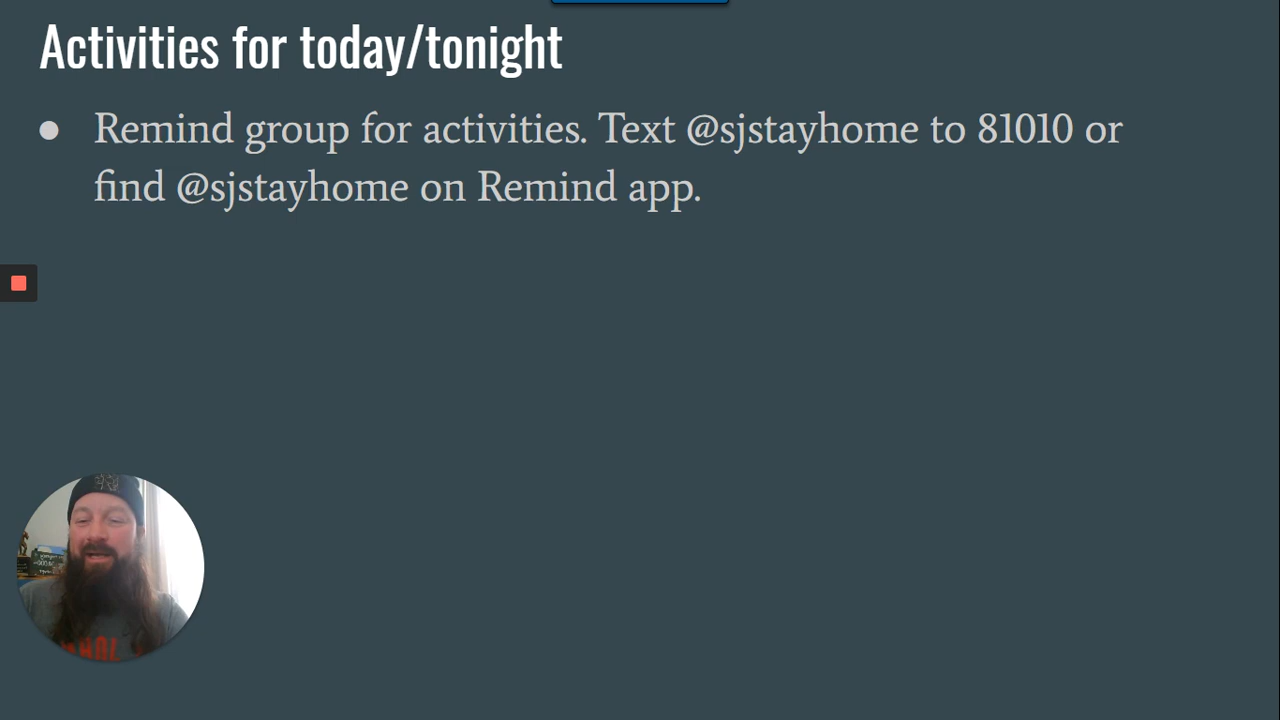 Activities for today/tonight
● Remind group for activities. Text @sjstayhome to 81010 or
find @sjstayhome on Remind app.